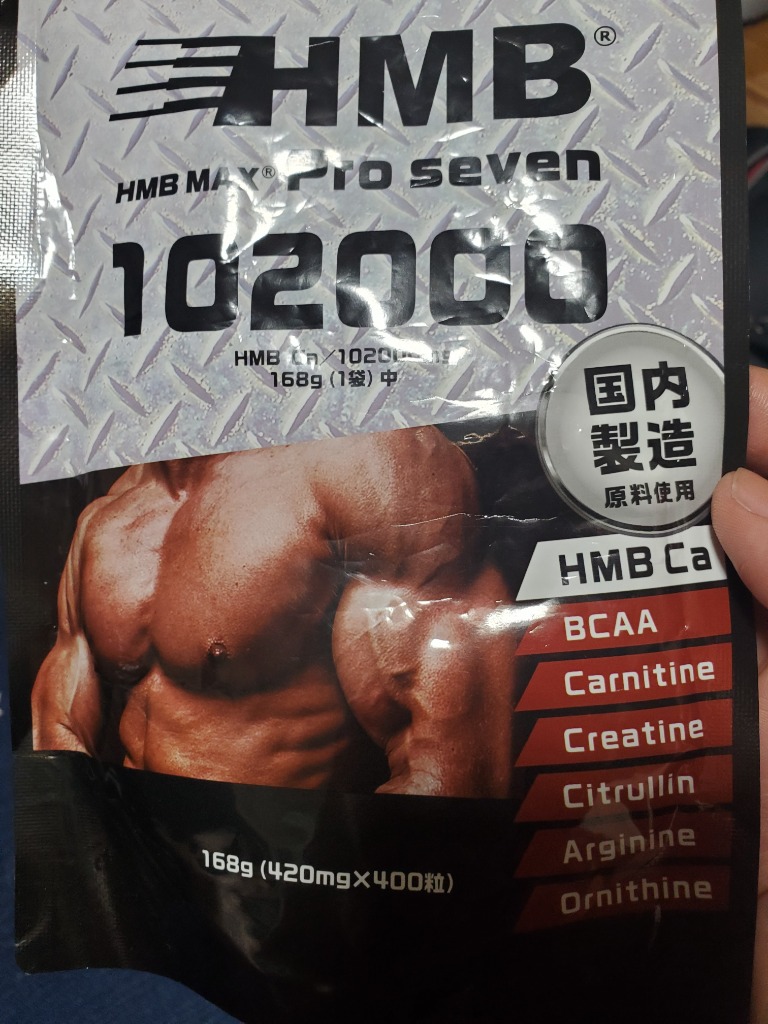 HMB®
HMB MAX® Pro seven
102000
HMB Ca/102000mg
168g (1袋) 中
国内
製造
原料使用
HMB Ca
BCAA
Carnitine
Creatine
Citrullin
Arginine
Ornithine
168g (420mg×400粒)